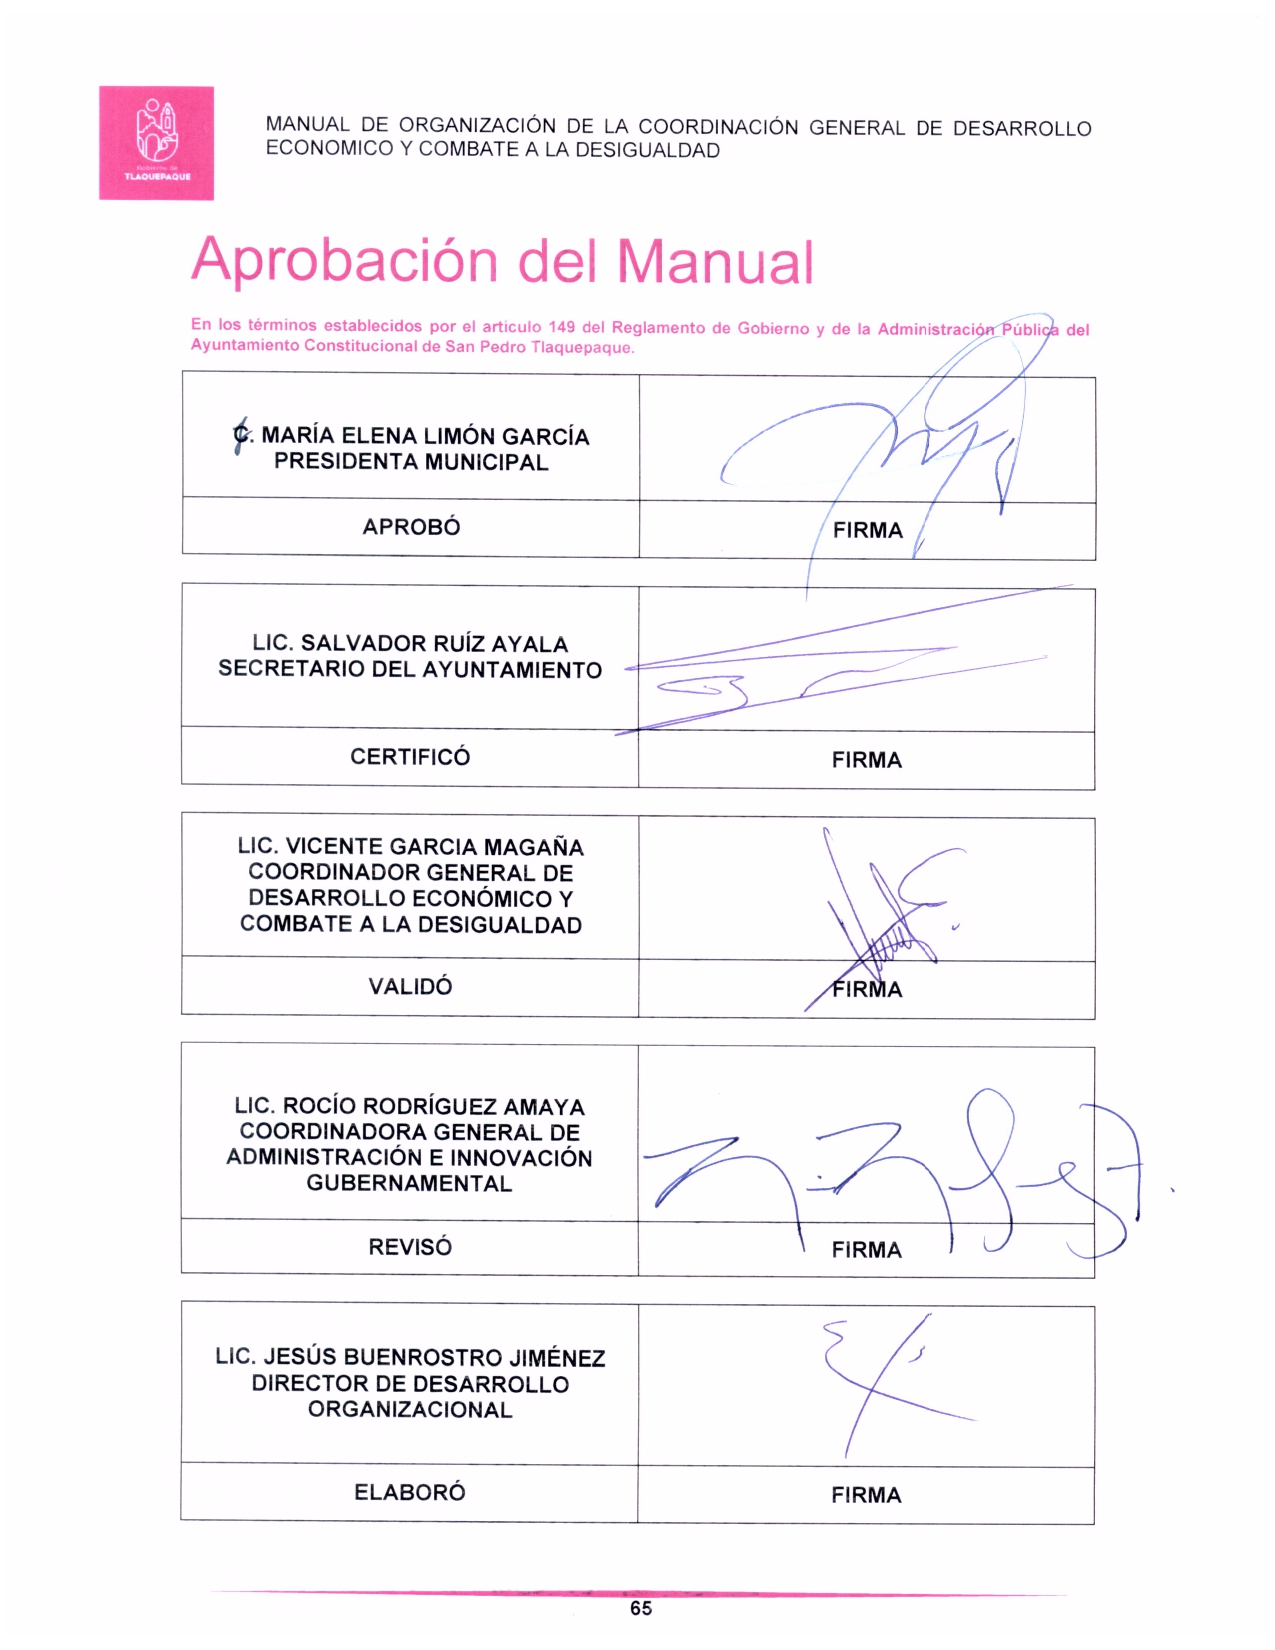 Gobierno de
TLAQUEPAQUE
MANUAL DE ORGANIZACIÓN DE LA COORDINACIÓN GENERAL DE DESARROLLO
ECONOMICO Y COMBATE A LA DESIGUALDAD
Aprobación del Manual
En los términos establecidos por el articulo 149 del Reglamento de Gobierno y de la Administración Pública del
Ayuntamiento Constitucional de San Pedro Tlaquepaque.
C. MARÍA ELENA LIMÓN GARCÍA
PRESIDENTA MUNICIPAL
APROBÓ
FIRMA
LIC. SALVADOR RUÍZ AYALA
SECRETARIO DEL AYUNTAMIENTO
CERTIFICÓ
FIRMA
LIC. VICENTE GARCIA MAGAÑA
COORDINADOR GENERAL DE
DESARROLLO ECONÓMICO Y
COMBATE A LA DESIGUALDAD
VALIDÓ
FIRMA
LIC. ROCÍO RODRÍGUEZ AMAYA
COORDINADORA GENERAL DE
ADMINISTRACIÓN E INNOVACIÓN
GUBERNAMENTAL
REVISÓ
FIRMA
LIC. JESÚS BUENROSTRO JIMÉNEZ
DIRECTOR DE DESARROLLO
ORGANIZACIONAL
ELABORÓ
FIRMA
65